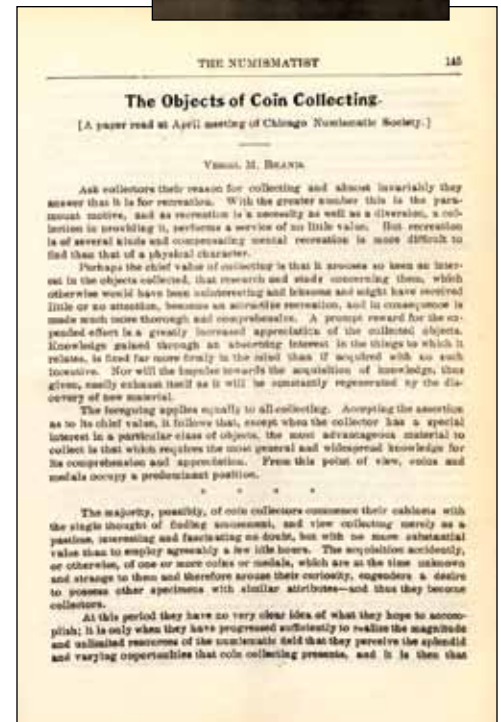 THE NUMISMATIST 145
The Objects of Coin Collecting.
[A paper read at April meeting of Chicago Numismatic Society.]
VIRGIL M. BRAND.
Ask collectors their reason for collecting and almost invariably they
answer that it is for recreation. With the greater number this is the para-
mount motive, and as recreation is a necessity as well as a diversion, a col-
lection in providing it, performs a service of no little value. But recreation
is of several kinds and compensating mental recreation is more difficult to
find than that of a physical character.
Perhaps the chief value of collecting is that it arouses so keen an inter-
est in the objects collected, that research and study concerning them, which
otherwise would have been uninteresting and irksome and might have received
little or no attention, becomes an attractive recreation, and in consequence is
made much more thorough and comprehensive. A prompt reward for the ex-
pended effort is a greatly increased appreciation of the collected objects.
Knowledge gained through an absorbing interest in the things to which it
relates, is fixed far more firmly in the mind than if acquired with no such
incentive. Nor will the impulse towards the acquisition of knowledge, thus
given, easily exhaust itself as it will be constantly regenerated by the dis-
covery of new material.
The foregoing applies equally to all collecting. Accepting the assertion
as to its chief value, it follows that, except when the collector has a special
interest in a particular class of objects, the most advantageous material to
collect is that which requires the most general and widespread knowledge for
its comprehension and appreciation. From this point of view, coins and
medals occupy a predominant position.
* * * *
The majority, possibly, of coin collectors commence their cabinets with
the single thought of finding amusement, and view collecting merely as a
pastime, interesting and fascinating no doubt, but with no more substantial
value than to employ agreeably a few idle hours. The acquisition accidently,
or otherwise, of one or more coins or medals, which are at the time unknown
and strange to them and therefore arouse their curiosity, engenders a desire
to possess other specimens with similar attributes—and thus they become
collectors.
At this period they have no very clear idea of what they hope to accom-
plish; it is only when they have progressed sufficiently to realize the magnitude
and unlimited resources of the numismatic field that they perceive the splendid
and varying opportunities that coin collecting presents, and it is then that